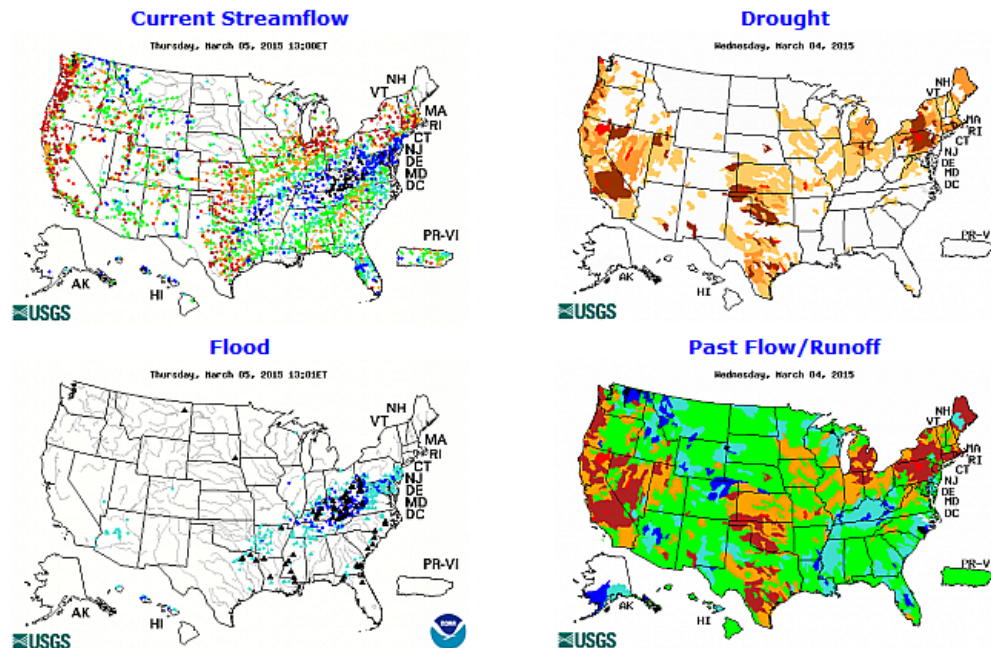 Current Streamflow
Thursday, March 05, 2015 13:00ET
NH
VT
MA
RI
CT
NJ
DE
MD
DC
PR-VI
AK
HI
USGS
Drought
Wednesday, March 04, 2015
NH
VT
MA
RI
CT
NJ
DE
MD
DC
PR-V
AK
HI
USGS
Flood
Thursday, March 05, 2015 13:01ET
NH
VT
MA
RI
CT
NJ
DE
MD
DC
PR-VI
AK
HI
USGS
NOAA
Past Flow/Runoff
Wednesday, March 04, 2015
NH
VT
MA
RI
CT
NJ
DE
MD
DC
PR-V
AK
HI
USGS